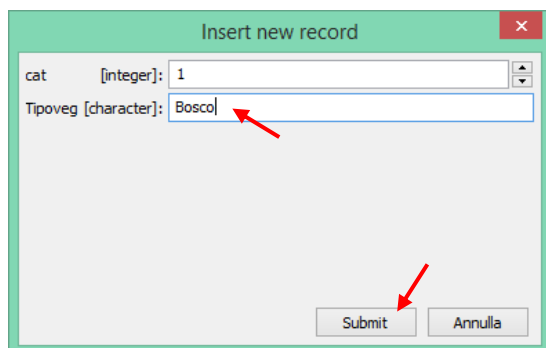 Insert new record
cat [integer]: 1
Tipoveg [character]: Bosco
Submit Annulla